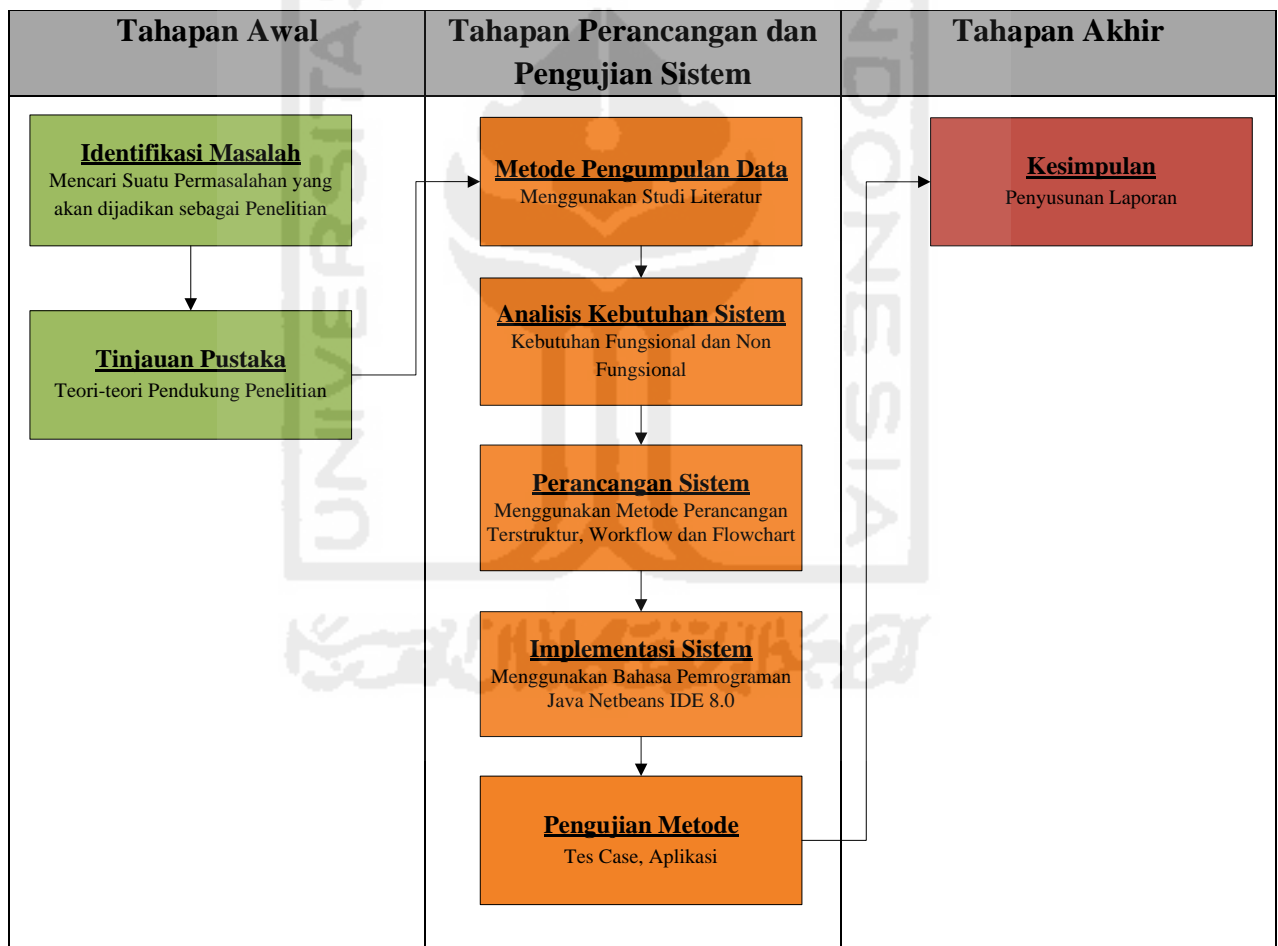 Tahapan Awal
Tahapan Perancangan dan
Pengujian Sistem
Tahapan Akhir
Identifikasi Masalah
Mencari Suatu Permasalahan yang
akan dijadikan sebagai Penelitian
Tinjauan Pustaka
Teori-teori Pendukung Penelitian
Metode Pengumpulan Data
Menggunakan Studi Literatur
Analisis Kebutuhan Sistem
Kebutuhan Fungsional dan Non
Fungsional
Perancangan Sistem
Menggunakan Metode Perancangan
Terstruktur, Workflow dan Flowchart
Implementasi Sistem
Menggunakan Bahasa Pemrograman
Java Netbeans IDE 8.0
Pengujian Metode
Tes Case, Aplikasi
Kesimpulan
Penyusunan Laporan